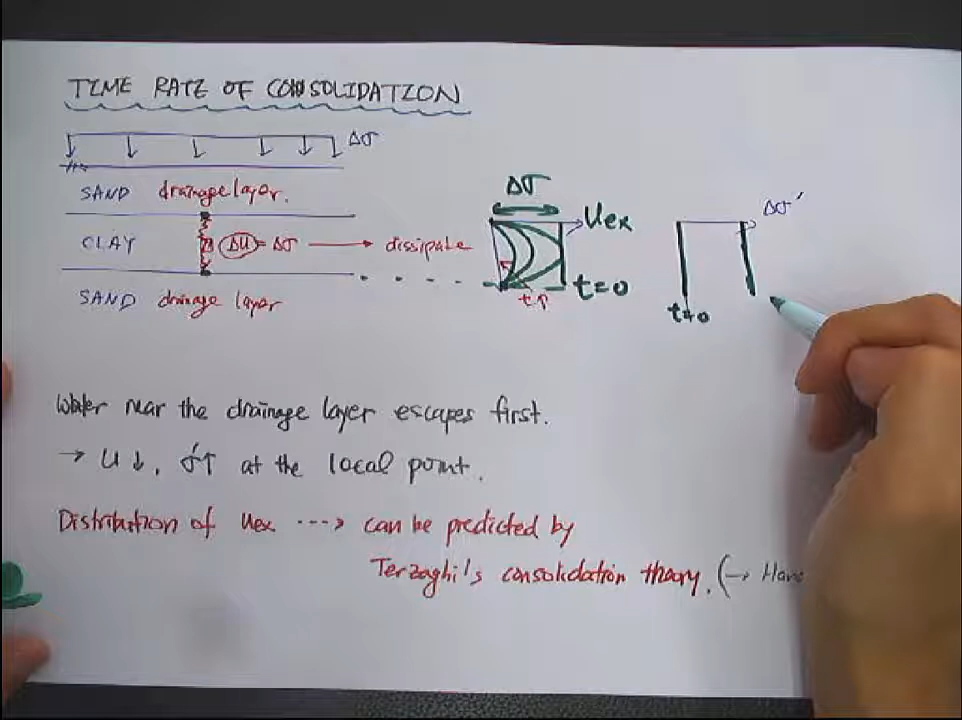 TIME RATE OF CONSOLIDATION
Δσ
SAND drainage layer.
CLAY Δu = Δσ → dissipate
SAND drainage layer
Δσ
Uex
t=0
t↑
Δσ'
t=0
Water near the drainage layer escapes first.
→ U↓, σ'↑ at the local point.
Distribution of Uex ---> can be predicted by
Terzaghi's consolidation theory. (→